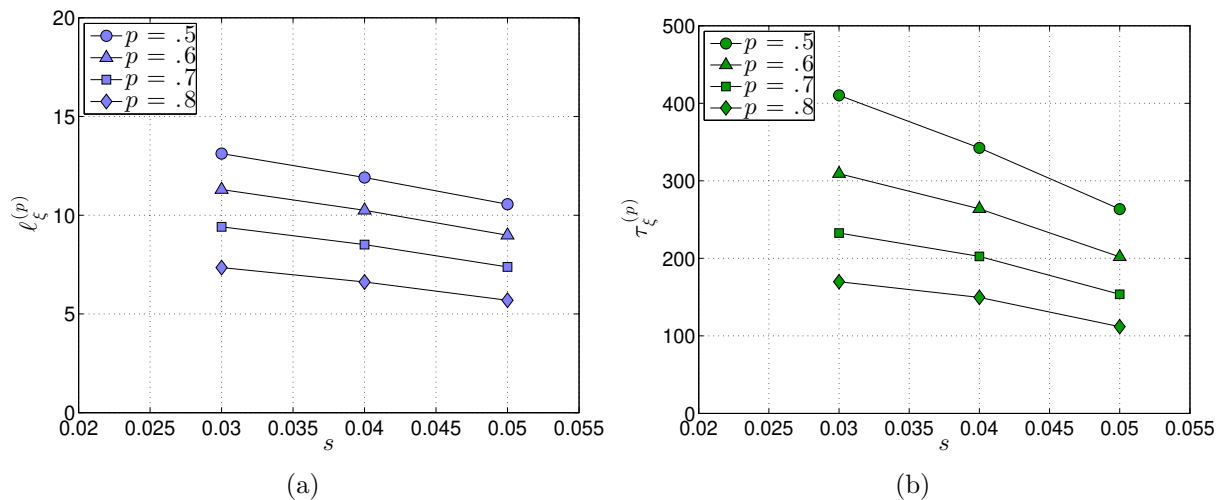 20
15
10
5
0
0.02 0.025 0.03 0.035 0.04 0.045 0.05 0.055
s
ℓ_ξ^(p)
p = .5
p = .6
p = .7
p = .8
(a)
500
400
300
200
100
0
0.02 0.025 0.03 0.035 0.04 0.045 0.05 0.055
s
τ_ξ^(p)
p = .5
p = .6
p = .7
p = .8
(b)